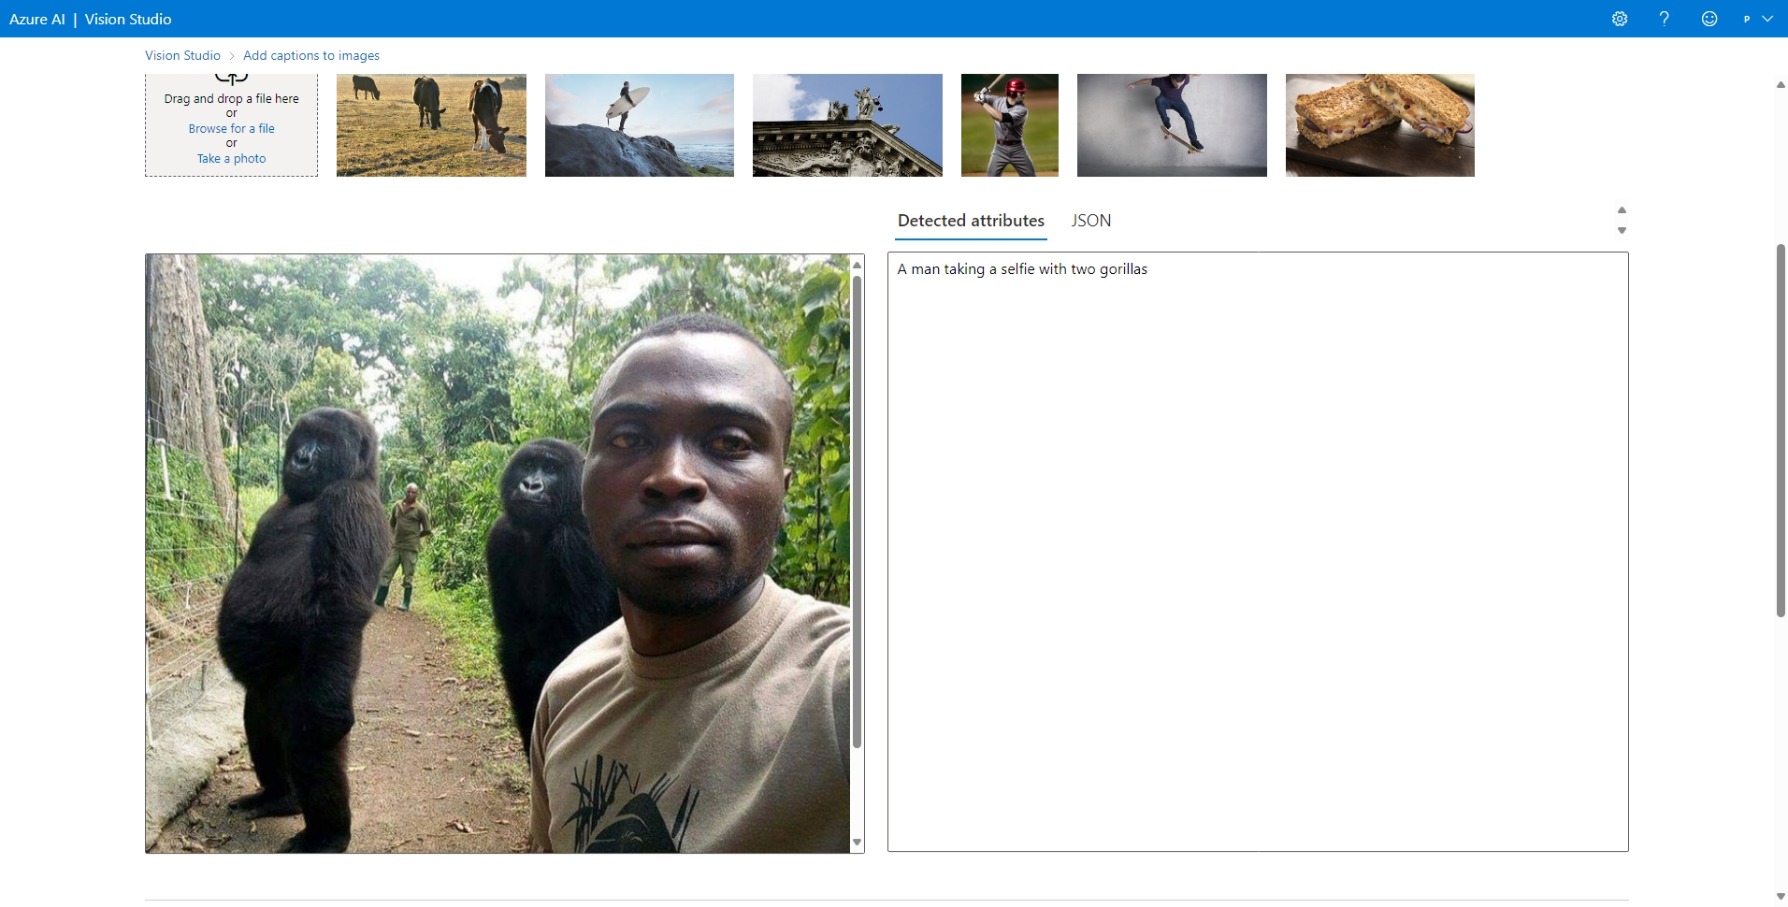 Azure AI | Vision Studio
P
Vision Studio > Add captions to images
Drag and drop a file here
or
Browse for a file
or
Take a photo
Detected attributes JSON
A man taking a selfie with two gorillas